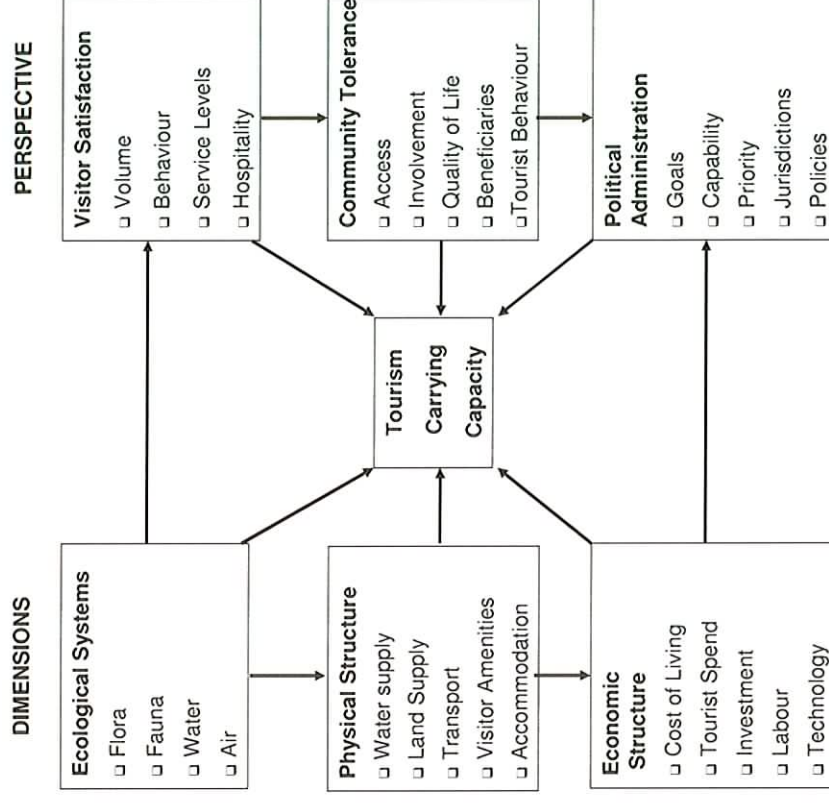 DIMENSIONS
Ecological Systems
❑ Flora
❑ Fauna
❑ Water
❑ Air
Physical Structure
❑ Water supply
❑ Land Supply
❑ Transport
❑ Visitor Amenities
❑ Accommodation
Economic
Structure
❑ Cost of Living
❑ Tourist Spend
❑ Investment
❑ Labour
❑ Technology
Tourism
Carrying
Capacity
PERSPECTIVE
Visitor Satisfaction
❑ Volume
❑ Behaviour
❑ Service Levels
❑ Hospitality
Community Tolerance
❑ Access
❑ Involvement
❑ Quality of Life
❑ Beneficiaries
❑Tourist Behaviour
Political
Administration
❑ Goals
❑ Capability
❑ Priority
❑ Jurisdictions
❑ Policies